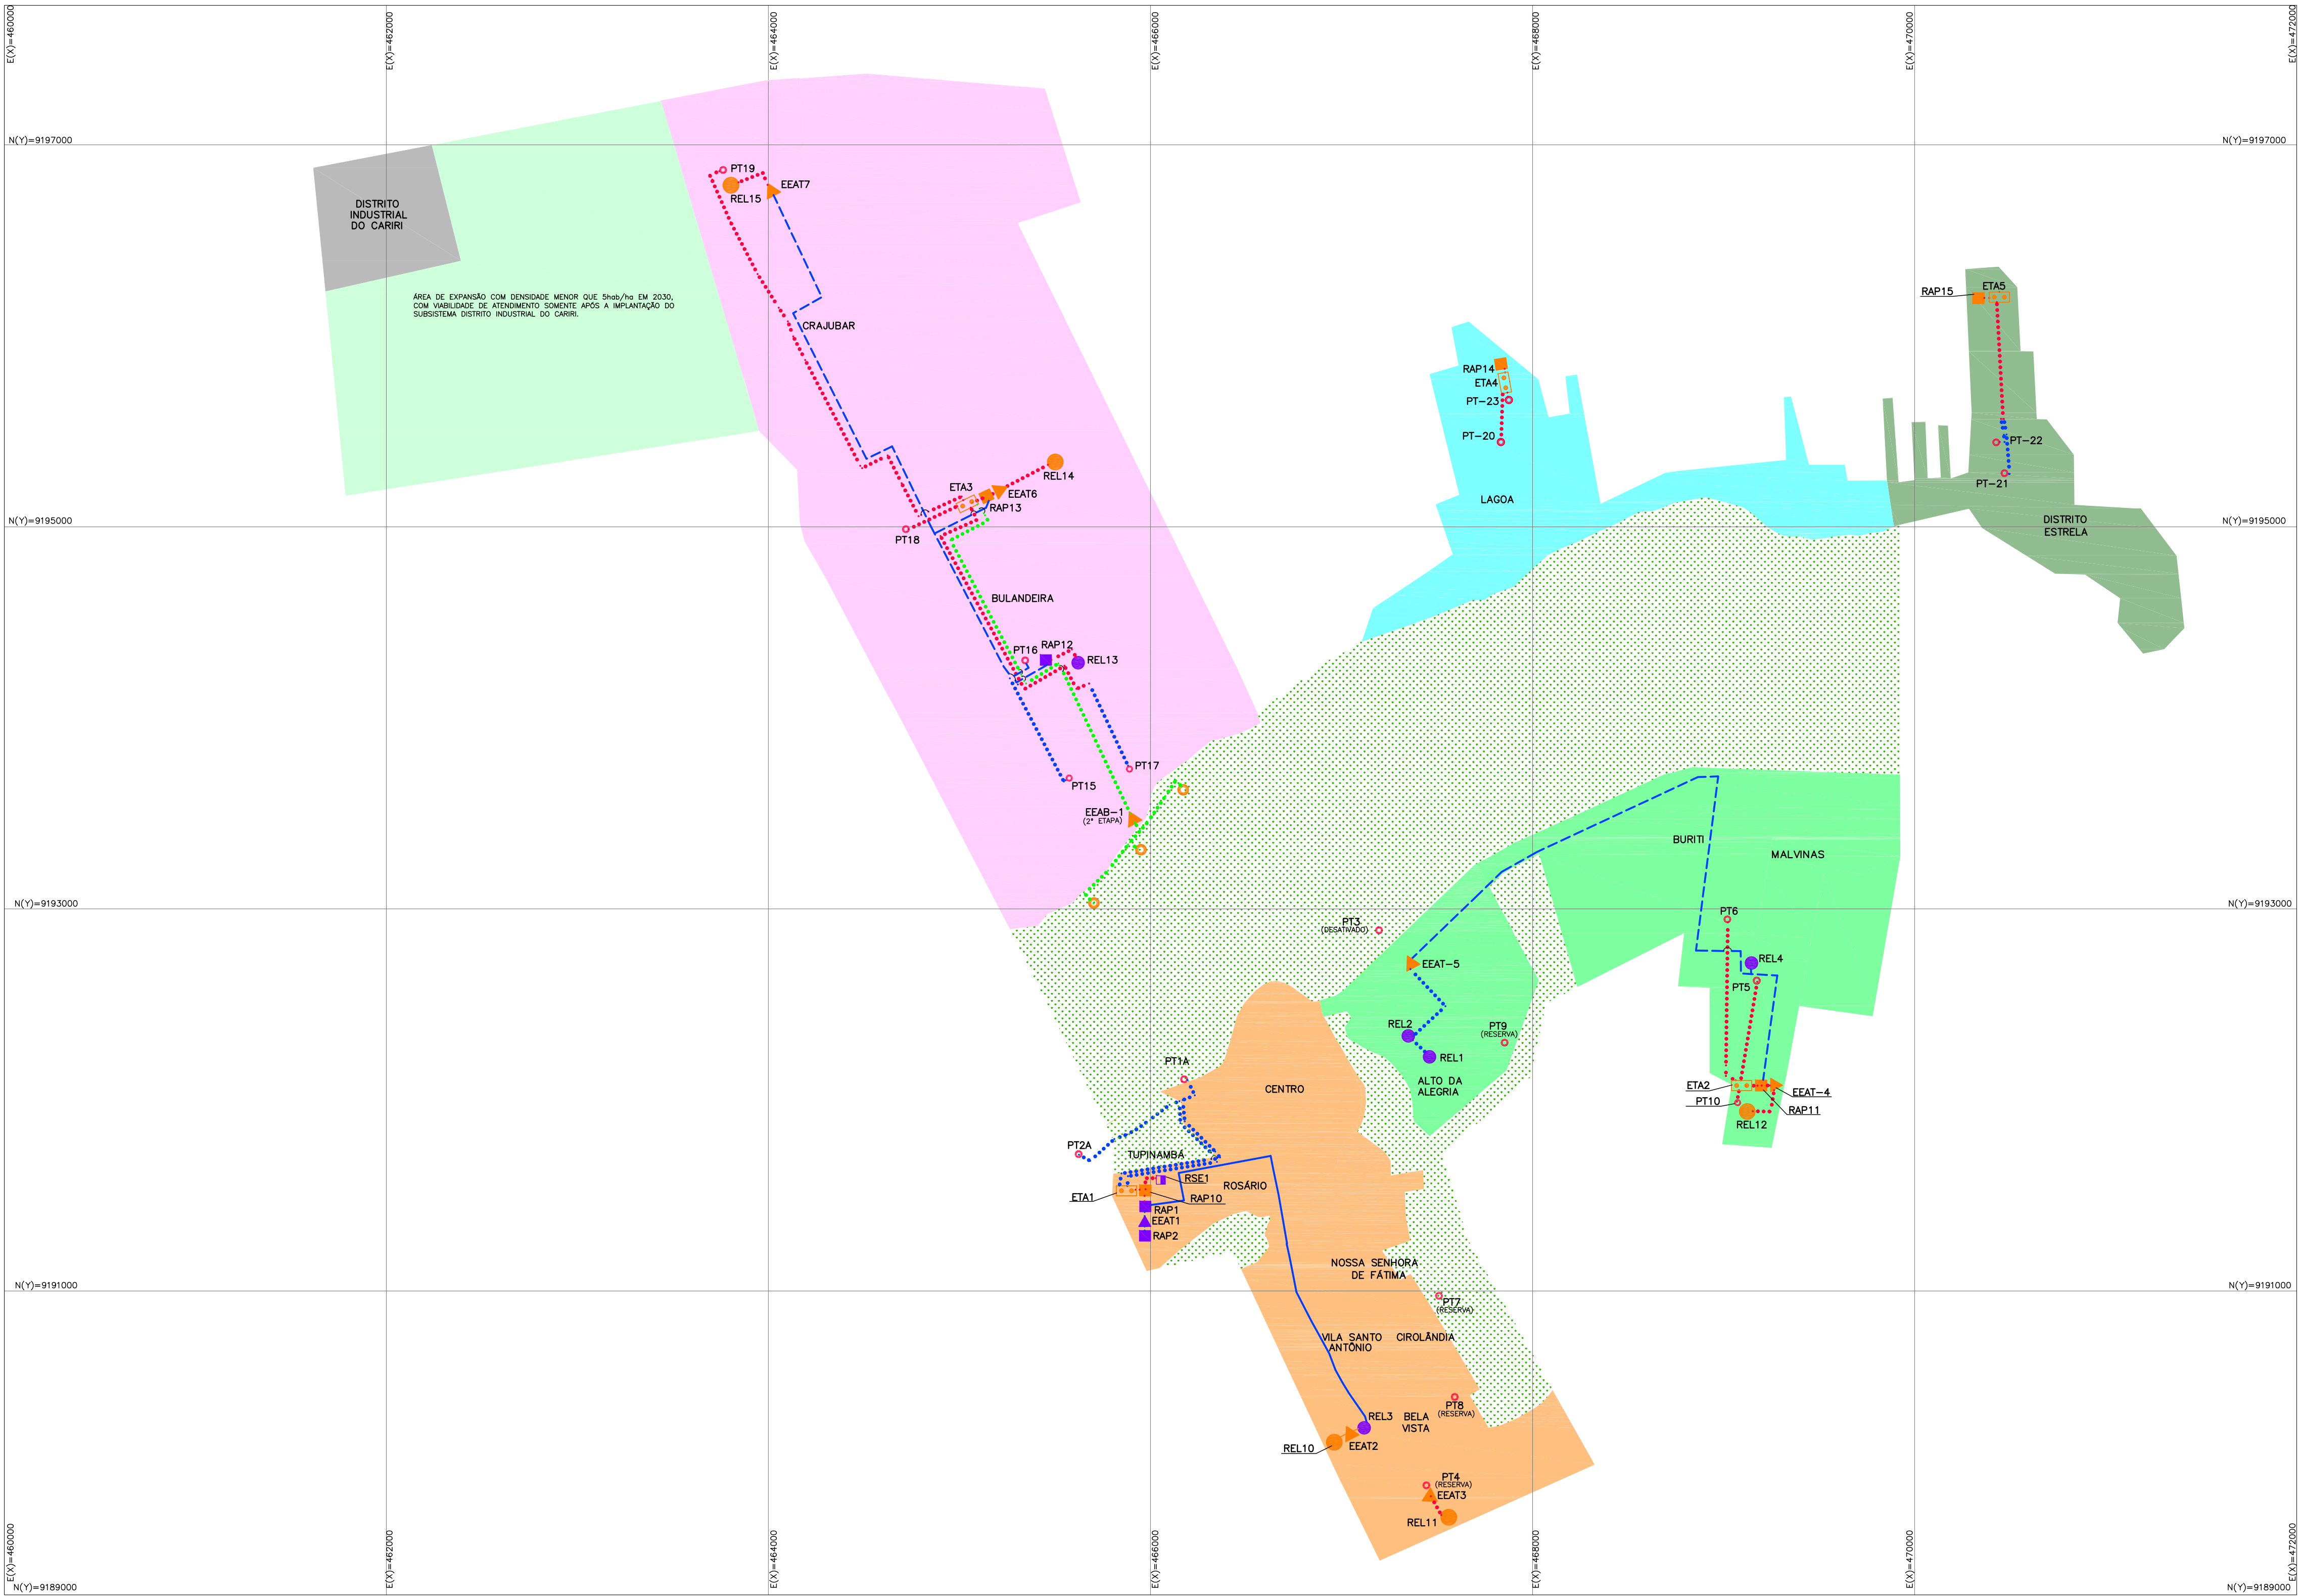 E(X)=460000
E(X)=462000
E(X)=464000
E(X)=466000
E(X)=468000
E(X)=470000
E(X)=472000
N(Y)=9197000
N(Y)=9197000
PT19
REL15
EEAT7
DISTRITO
INDUSTRIAL
DO CARIRI
ÁREA DE EXPANSÃO COM DENSIDADE MENOR QUE 5hab/ha EM 2030,
COM VIABILIDADE DE ATENDIMENTO SOMENTE APÓS A IMPLANTAÇÃO DO
SUBSISTEMA DISTRITO INDUSTRIAL DO CARIRI.
CRAJUBAR
RAP15
ETA5
RAP14
ETA4
PT-23
PT-20
PT-22
PT-21
REL14
ETA3
EEAT6
RAP13
PT18
LAGOA
DISTRITO
ESTRELA
N(Y)=9195000
N(Y)=9195000
BULANDEIRA
PT16
RAP12
REL13
PT17
PT15
EEAB-1
(2ª ETAPA)
BURITI
MALVINAS
N(Y)=9193000
N(Y)=9193000
PT3
(DESATIVADO)
PT6
EEAT-5
REL4
PT5
REL2
REL1
PT9
(RESERVA)
PT1A
CENTRO
ALTO DA
ALEGRIA
ETA2
PT10
EEAT-4
RAP11
REL12
PT2A
TUPINAMBÁ
RSE1
ROSÁRIO
ETA1
RAP10
RAP1
EEAT1
RAP2
NOSSA SENHORA
DE FÁTIMA
N(Y)=9191000
N(Y)=9191000
PT7
(RESERVA)
VILA SANTO
ANTÔNIO
CIROLÂNDIA
PT8
(RESERVA)
REL3
BELA
VISTA
REL10
EEAT2
PT4
(RESERVA)
EEAT3
REL11
E(X)=460000
E(X)=462000
E(X)=464000
E(X)=466000
E(X)=468000
E(X)=470000
E(X)=472000
N(Y)=9189000
N(Y)=9189000